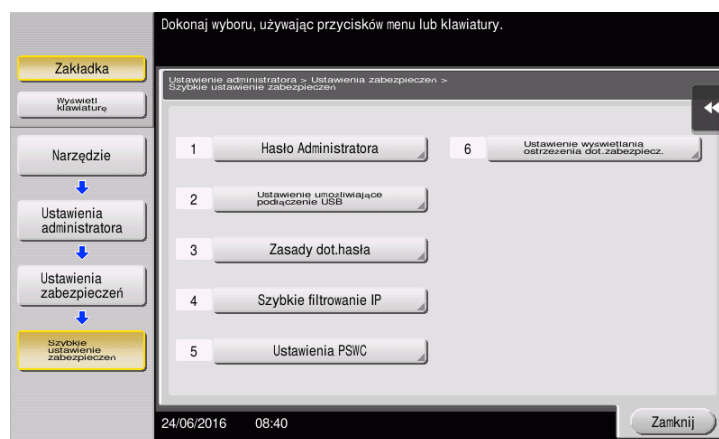 Dokonaj wyboru, używając przycisków menu lub klawiatury.
Zakładka
Wyświetl
klawiaturę
Narzędzie
Ustawienia
administratora
Ustawienia
zabezpieczeń
Szybkie
ustawienie
zabezpieczeń
Ustawienie administratora > Ustawienia zabezpieczeń >
Szybkie ustawienie zabezpieczeń
1 Hasło Administratora
2 Ustawienie umożliwiające
podłączenie USB
3 Zasady dot.hasła
4 Szybkie filtrowanie IP
5 Ustawienia PSWC
6 Ustawienie wyświetlania
ostrzeżenia dot.zabezpiecz.
24/06/2016 08:40
Zamknij